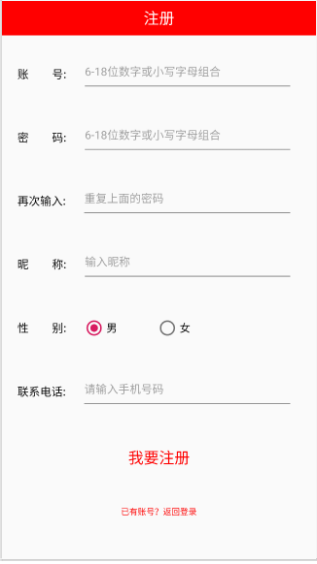 注册
账 号: 6-18位数字或小写字母组合
密 码: 6-18位数字或小写字母组合
再次输入: 重复上面的密码
昵 称: 输入昵称
性 别: 男 女
联系电话: 请输入手机号码
我要注册
已有账号？返回登录